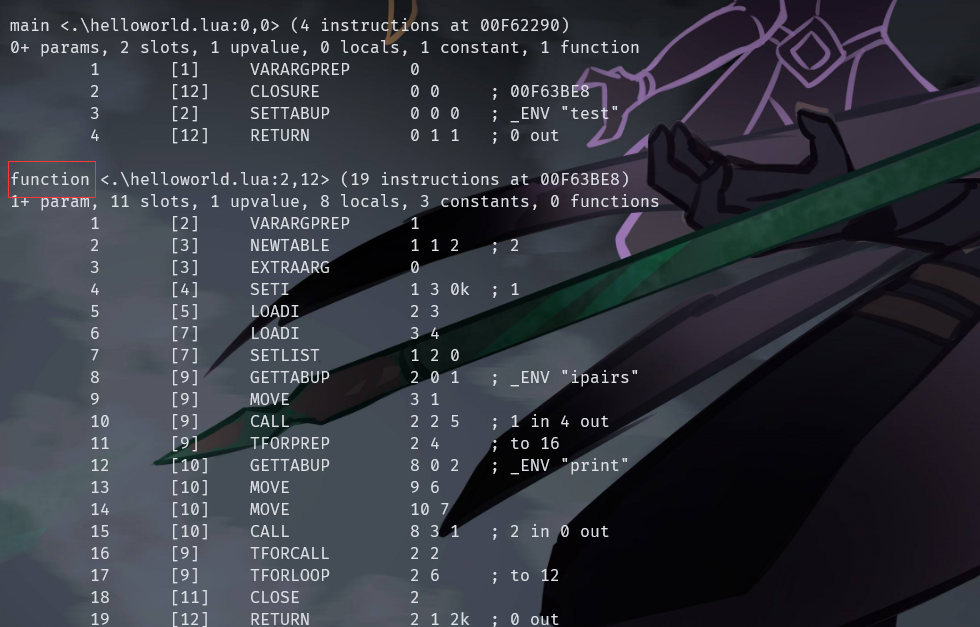 main <.\helloworld.lua:0,0> (4 instructions at 00F62290)
0+ params, 2 slots, 1 upvalue, 0 locals, 1 constant, 1 function
1 [1] VARARGPREP 0
2 [12] CLOSURE 0 0 ; 00F63BE8
3 [2] SETTABUP 0 0 0 ; _ENV "test"
4 [12] RETURN 0 1 1 ; 0 out
function <.\helloworld.lua:2,12> (19 instructions at 00F63BE8)
1+ param, 11 slots, 1 upvalue, 8 locals, 3 constants, 0 functions
1 [2] VARARGPREP 1
2 [3] NEWTABLE 1 1 2 ; 2
3 [3] EXTRAARG 0
4 [4] SETI 1 3 0k ; 1
5 [5] LOADI 2 3
6 [7] LOADI 3 4
7 [7] SETLIST 1 2 0
8 [9] GETTABUP 2 0 1 ; _ENV "ipairs"
9 [9] MOVE 3 1
10 [9] CALL 2 2 5 ; 1 in 4 out
11 [9] TFORPREP 2 4 ; to 16
12 [10] GETTABUP 8 0 2 ; _ENV "print"
13 [10] MOVE 9 6
14 [10] MOVE 10 7
15 [10] CALL 8 3 1 ; 2 in 0 out
16 [9] TFORCALL 2 2
17 [9] TFORLOOP 2 6 ; to 12
18 [11] CLOSE 2
19 [12] RETURN 2 1 2k ; 0 out